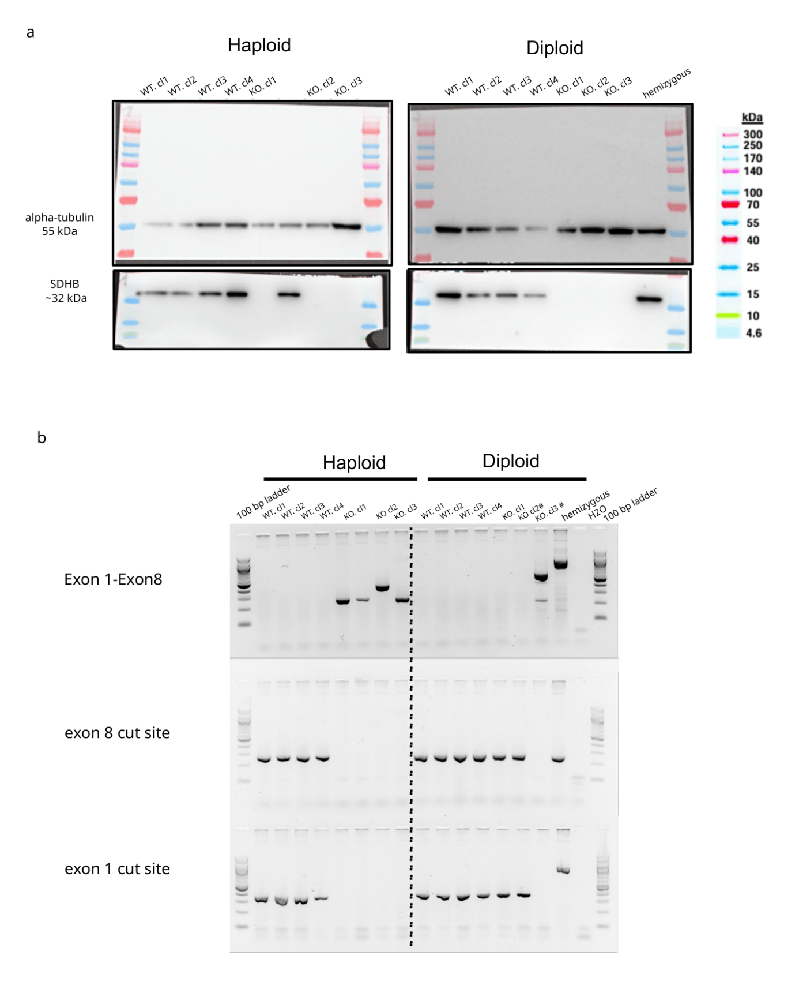 a
Haploid
Diploid
WT. cl1
WT. cl2
WT. cl3
WT. cl4
KO. cl1
KO. cl2
KO. cl3
WT. cl1
WT. cl2
WT. cl3
WT. cl4
KO. cl1
KO. cl2
KO. cl3
hemizygous
kDa
300
250
170
140
100
70
55
40
25
15
10
4.6
alpha-tubulin
55 kDa
SDHB
~32 kDa
b
Haploid
Diploid
100 bp ladder
WT. cl1
WT. cl2
WT. cl3
WT. cl4
KO. cl1
KO cl2
KO. cl3
WT. cl1
WT. cl2
WT. cl3
WT. cl4
KO. cl1
KO cl2#
KO. cl3 #
hemizygous
H2O
100 bp ladder
Exon 1-Exon8
exon 8 cut site
exon 1 cut site